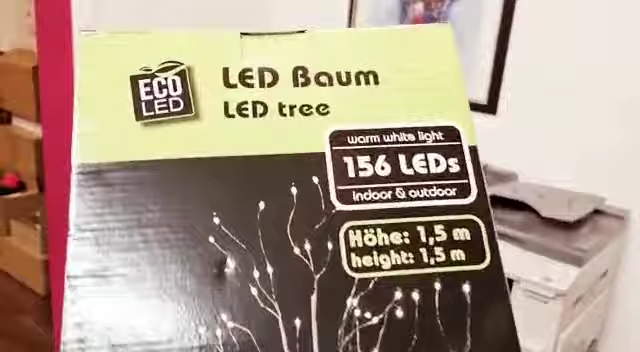 ECO
LED
LED Baum
LED tree
warm white light
156 LEDs
indoor & outdoor
Höhe: 1,5 m
height: 1,5 m